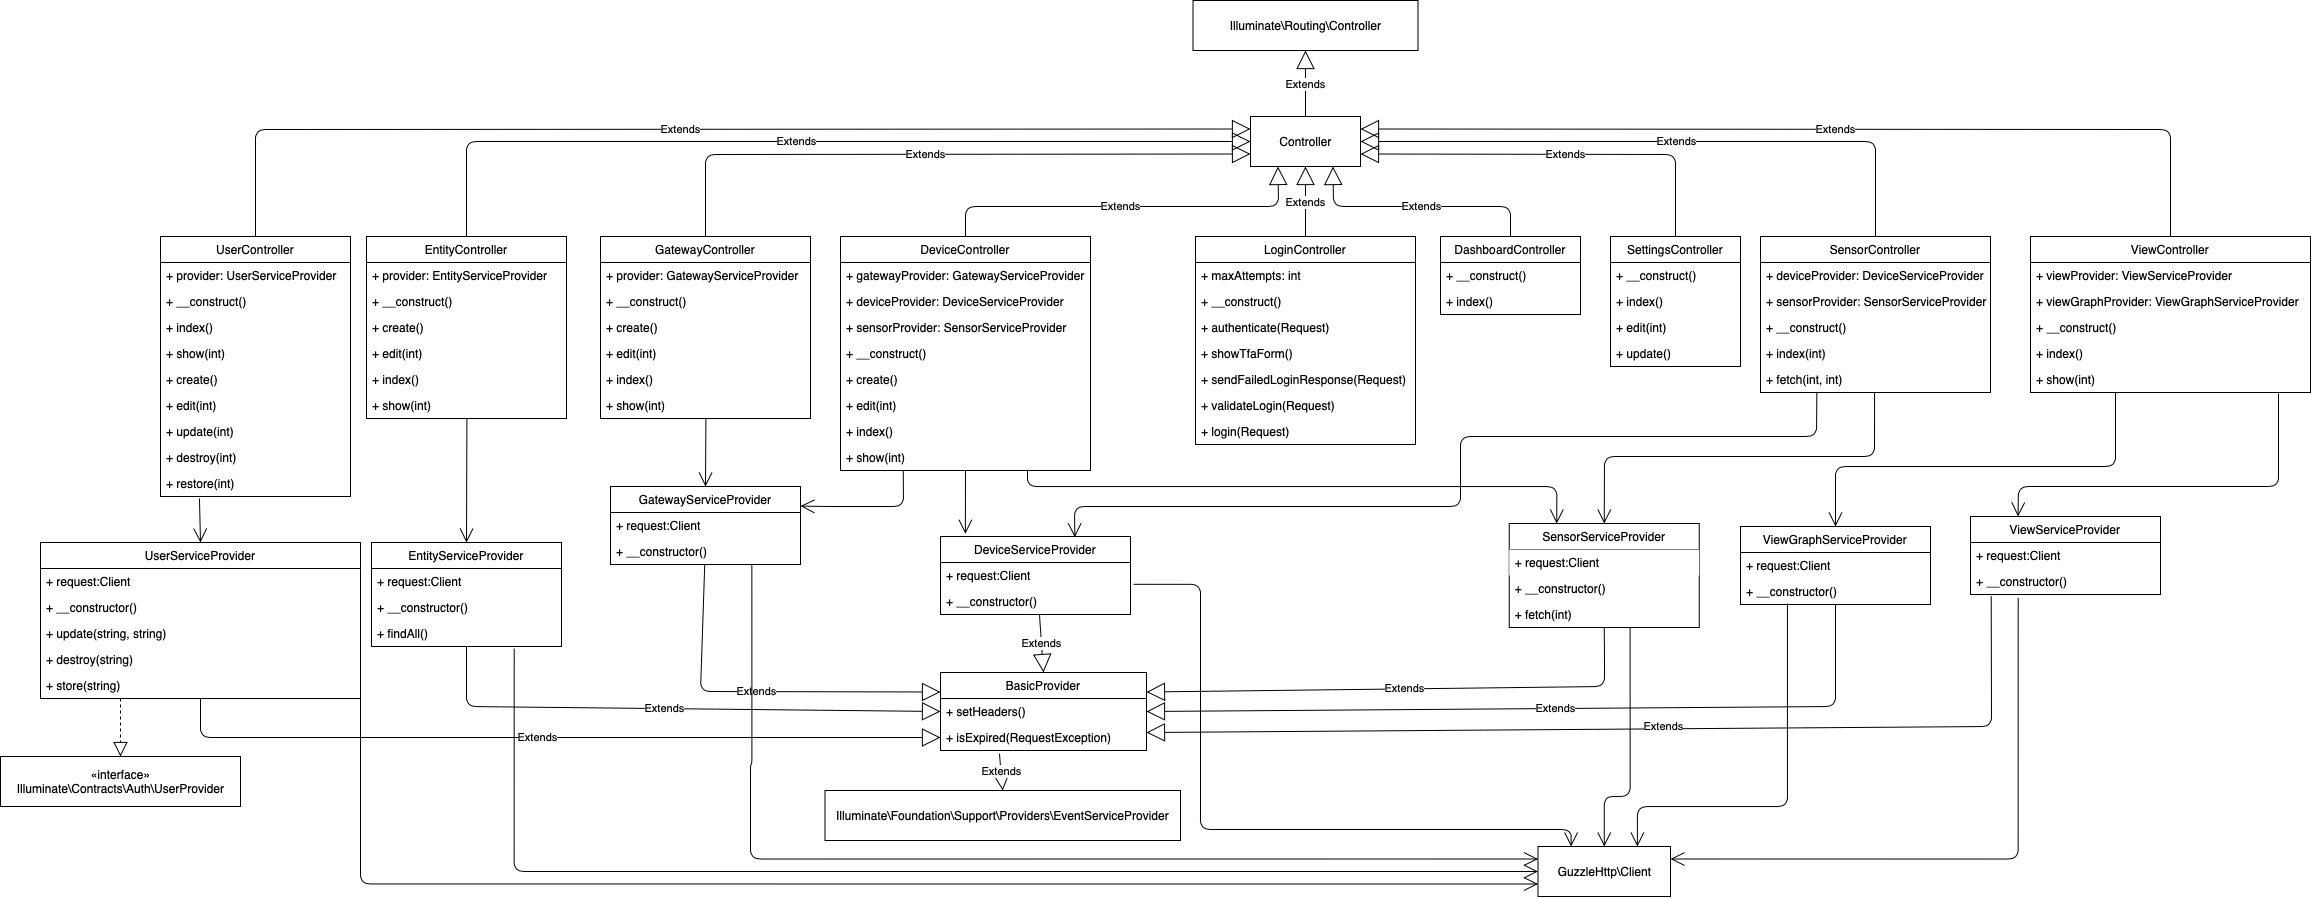 Illuminate\Routing\Controller
Extends
Controller
Extends
Extends
Extends
Extends
Extends
Extends
Extends
Extends
Extends
UserController
+ provider: UserServiceProvider
+ __construct()
+ index()
+ show(int)
+ create()
+ edit(int)
+ update(int)
+ destroy(int)
+ restore(int)
EntityController
+ provider: EntityServiceProvider
+ __construct()
+ create()
+ edit(int)
+ index()
+ show(int)
GatewayController
+ provider: GatewayServiceProvider
+ __construct()
+ create()
+ edit(int)
+ index()
+ show(int)
DeviceController
+ gatewayProvider: GatewayServiceProvider
+ deviceProvider: DeviceServiceProvider
+ sensorProvider: SensorServiceProvider
+ __construct()
+ create()
+ edit(int)
+ index()
+ show(int)
LoginController
+ maxAttempts: int
+ __construct()
+ authenticate(Request)
+ showTfaForm()
+ sendFailedLoginResponse(Request)
+ validateLogin(Request)
+ login(Request)
DashboardController
+ __construct()
+ index()
SettingsController
+ __construct()
+ index()
+ edit(int)
+ update()
SensorController
+ deviceProvider: DeviceServiceProvider
+ sensorProvider: SensorServiceProvider
+ __construct()
+ index(int)
+ fetch(int, int)
ViewController
+ viewProvider: ViewServiceProvider
+ viewGraphProvider: ViewGraphServiceProvider
+ __construct()
+ index()
+ show(int)
UserServiceProvider
+ request:Client
+ __constructor()
+ update(string, string)
+ destroy(string)
+ store(string)
EntityServiceProvider
+ request:Client
+ __constructor()
+ findAll()
GatewayServiceProvider
+ request:Client
+ __constructor()
DeviceServiceProvider
+ request:Client
+ __constructor()
SensorServiceProvider
+ request:Client
+ __constructor()
+ fetch(int)
ViewGraphServiceProvider
+ request:Client
+ __constructor()
ViewServiceProvider
+ request:Client
+ __constructor()
Extends
BasicProvider
+ setHeaders()
+ isExpired(RequestException)
Extends
Extends
Extends
Extends
Extends
Extends
Extends
«interface»
Illuminate\Contracts\Auth\UserProvider
Illuminate\Foundation\Support\Providers\EventServiceProvider
GuzzleHttp\Client